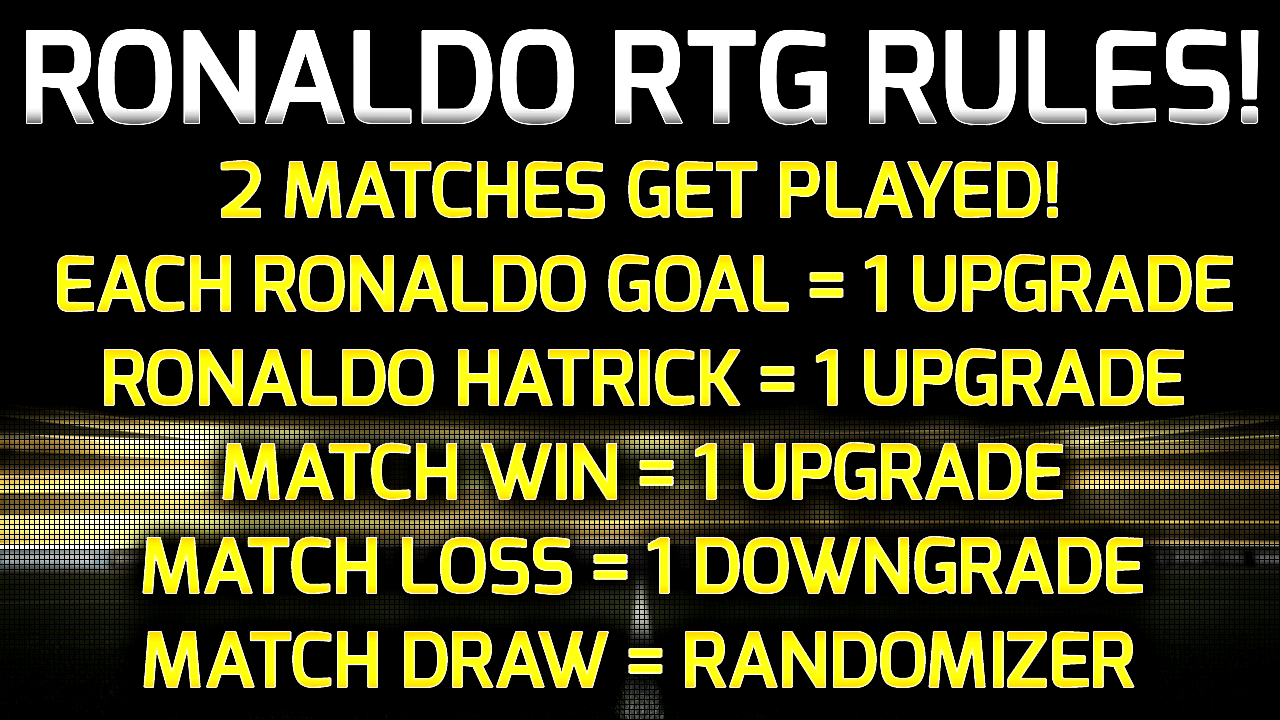 RONALDO RTG RULES!
2 MATCHES GET PLAYED!
EACH RONALDO GOAL = 1 UPGRADE
RONALDO HATRICK = 1 UPGRADE
MATCH WIN = 1 UPGRADE
MATCH LOSS = 1 DOWNGRADE
MATCH DRAW = RANDOMIZER